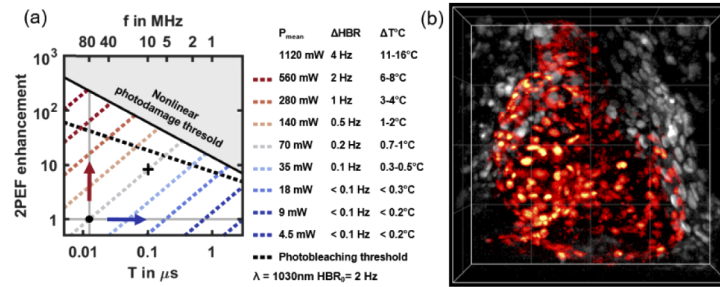 (a)
f in MHz
80 40 20 10 5 2 1
10³
10²
10
1
2PEF enhancement
Nonlinear
photodamage thresold
0.01 0.1 1
T in μs
Pmean ΔHBR ΔT°C
1120 mW 4 Hz 11-16°C
560 mW 2 Hz 6-8°C
280 mW 1 Hz 3-4°C
140 mW 0.5 Hz 1-2°C
70 mW 0.2 Hz 0.7-1°C
35 mW 0.1 Hz 0.3-0.5°C
18 mW < 0.1 Hz < 0.3°C
9 mW < 0.1 Hz < 0.2°C
4.5 mW < 0.1 Hz < 0.2°C
Photobleaching threshold
λ = 1030nm HBR₀= 2 Hz
(b)